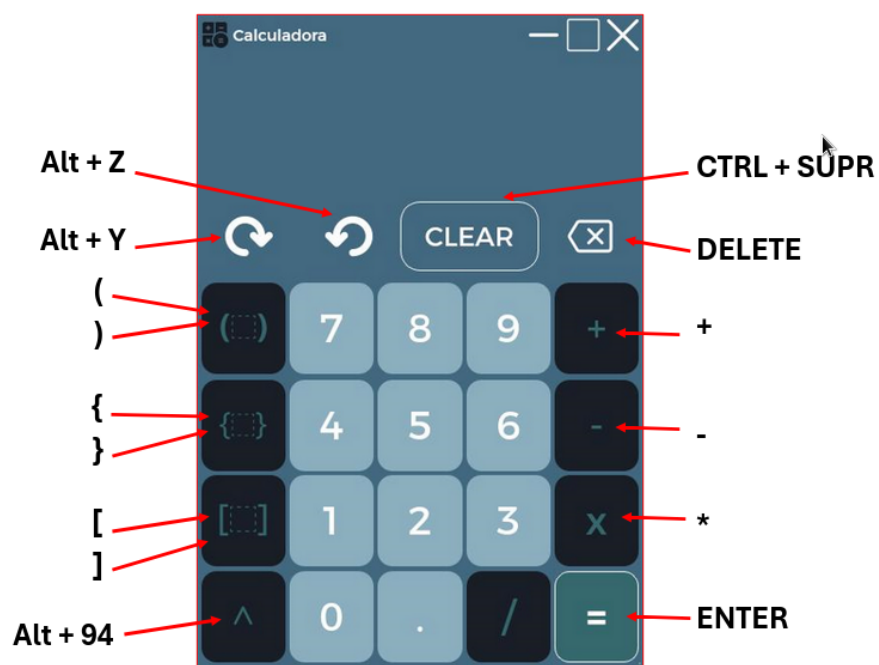 Calculadora
Alt + Z
CTRL + SUPR
Alt + Y
CLEAR
DELETE
(
)
( ) 7 8 9 +
+
{
}
{ } 4 5 6 -
-
[
]
[ ] 1 2 3 x
*
^ 0 . / =
Alt + 94
ENTER